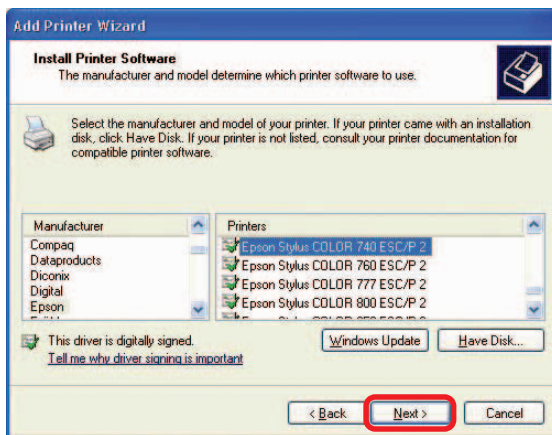 Add Printer Wizard
Install Printer Software
The manufacturer and model determine which printer software to use.
Select the manufacturer and model of your printer. If your printer came with an installation
disk, click Have Disk. If your printer is not listed, consult your printer documentation for
compatible printer software.
Manufacturer
Compaq
Dataproducts
Diconix
Digital
Epson
Printers
Epson Stylus COLOR 740 ESC/P 2
Epson Stylus COLOR 760 ESC/P 2
Epson Stylus COLOR 777 ESC/P 2
Epson Stylus COLOR 800 ESC/P 2
This driver is digitally signed.
Tell me why driver signing is important
Windows Update
Have Disk...
< Back
Next >
Cancel